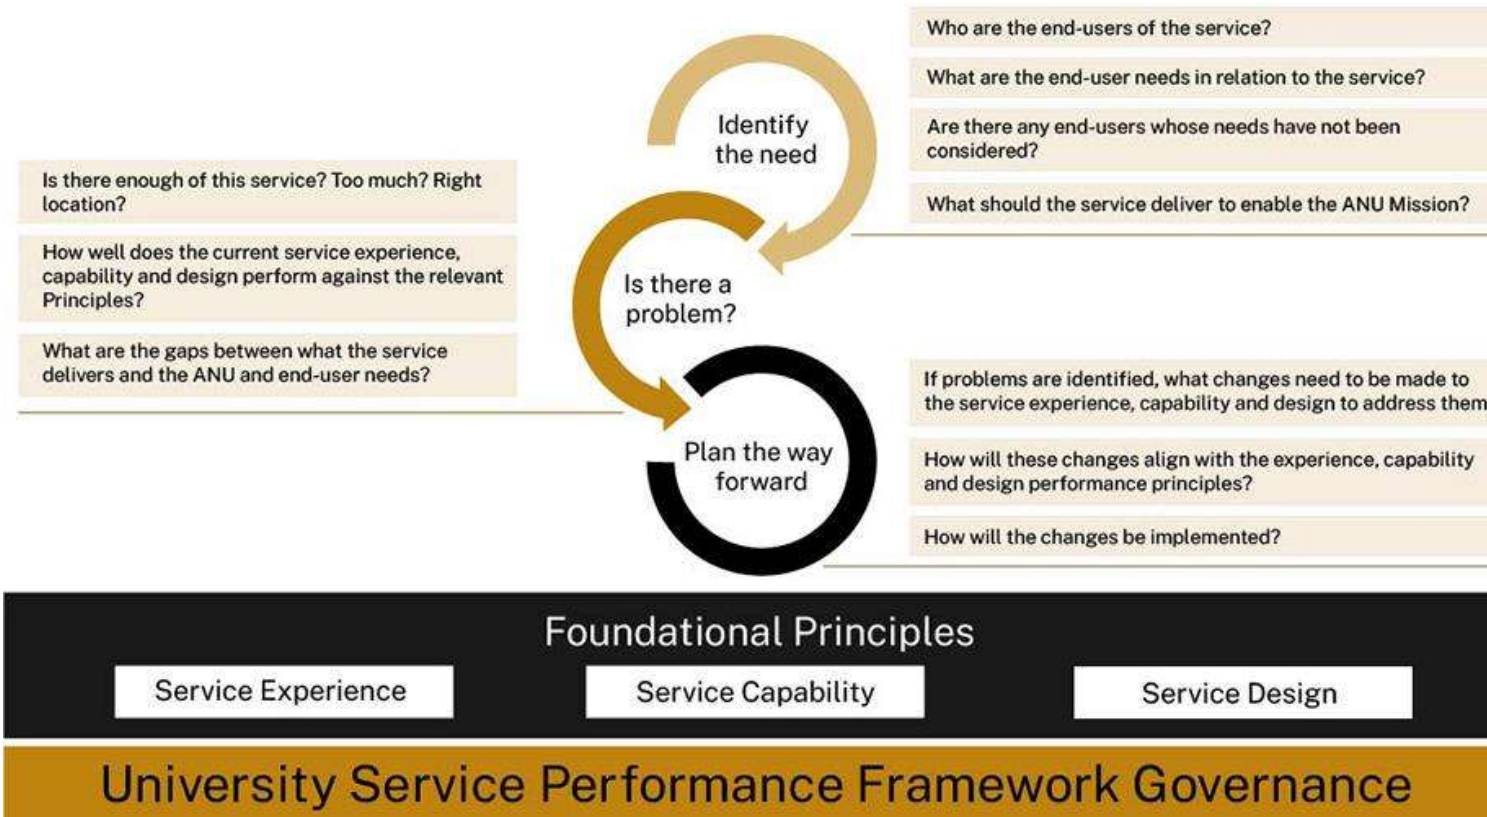 Identify
the need
Who are the end-users of the service?
What are the end-user needs in relation to the service?
Are there any end-users whose needs have not been
considered?
What should the service deliver to enable the ANU Mission?
Is there a
problem?
Is there enough of this service? Too much? Right
location?
How well does the current service experience,
capability and design perform against the relevant
Principles?
What are the gaps between what the service
delivers and the ANU and end-user needs?
Plan the way
forward
If problems are identified, what changes need to be made to
the service experience, capability and design to address them
How will these changes align with the experience, capability
and design performance principles?
How will the changes be implemented?
Foundational Principles
Service Experience
Service Capability
Service Design
University Service Performance Framework Governance